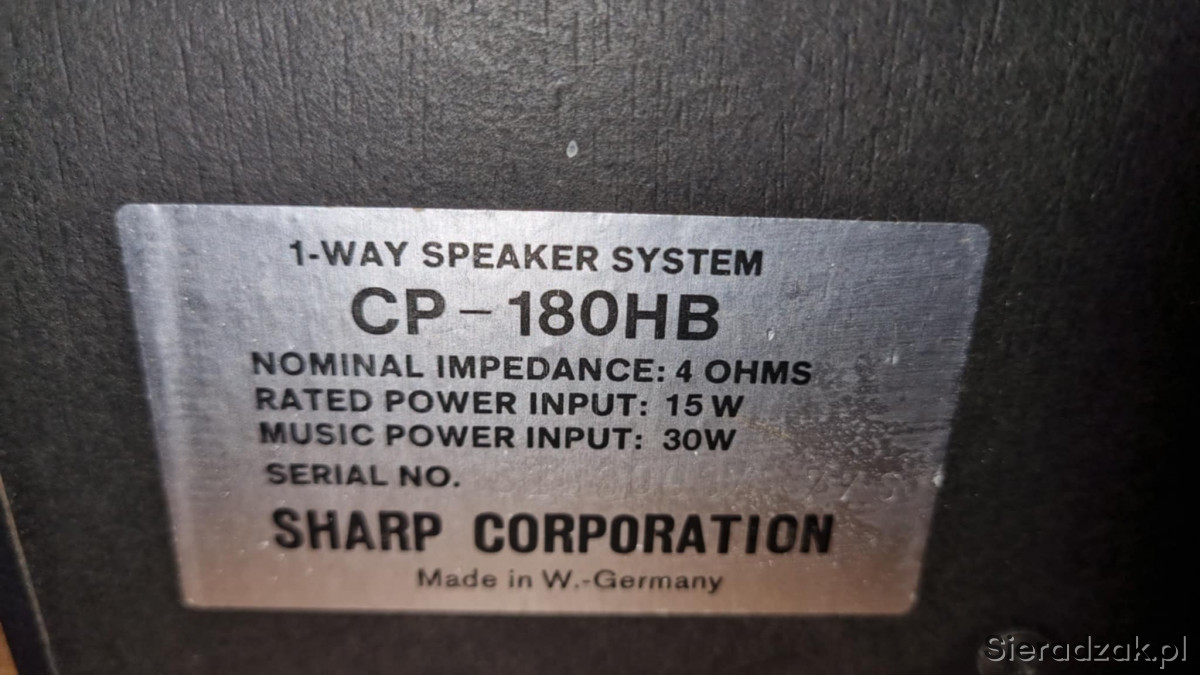 1-WAY SPEAKER SYSTEM
CP-180HB
NOMINAL IMPEDANCE: 4 OHMS
RATED POWER INPUT: 15 W
MUSIC POWER INPUT: 30W
SERIAL NO.
SHARP CORPORATION
Made in W.-Germany
Sieradzak.pl